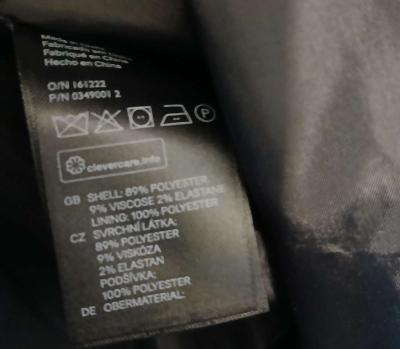 Made in China
Fabricado en China
Fabriqué en China
Hecho en China
O/N 161222
P/N 0349001 2
P
clevercare.info
GB SHELL: 89% POLYESTER
9% VISCOSE 2% ELASTANE
LINING: 100% POLYESTER
CZ SVRCHNÍ LÁTKA:
89% POLYESTER
9% VISKÓZA
2% ELASTAN
PODŠÍVKA:
100% POLYESTER
DE OBERMATERIAL: